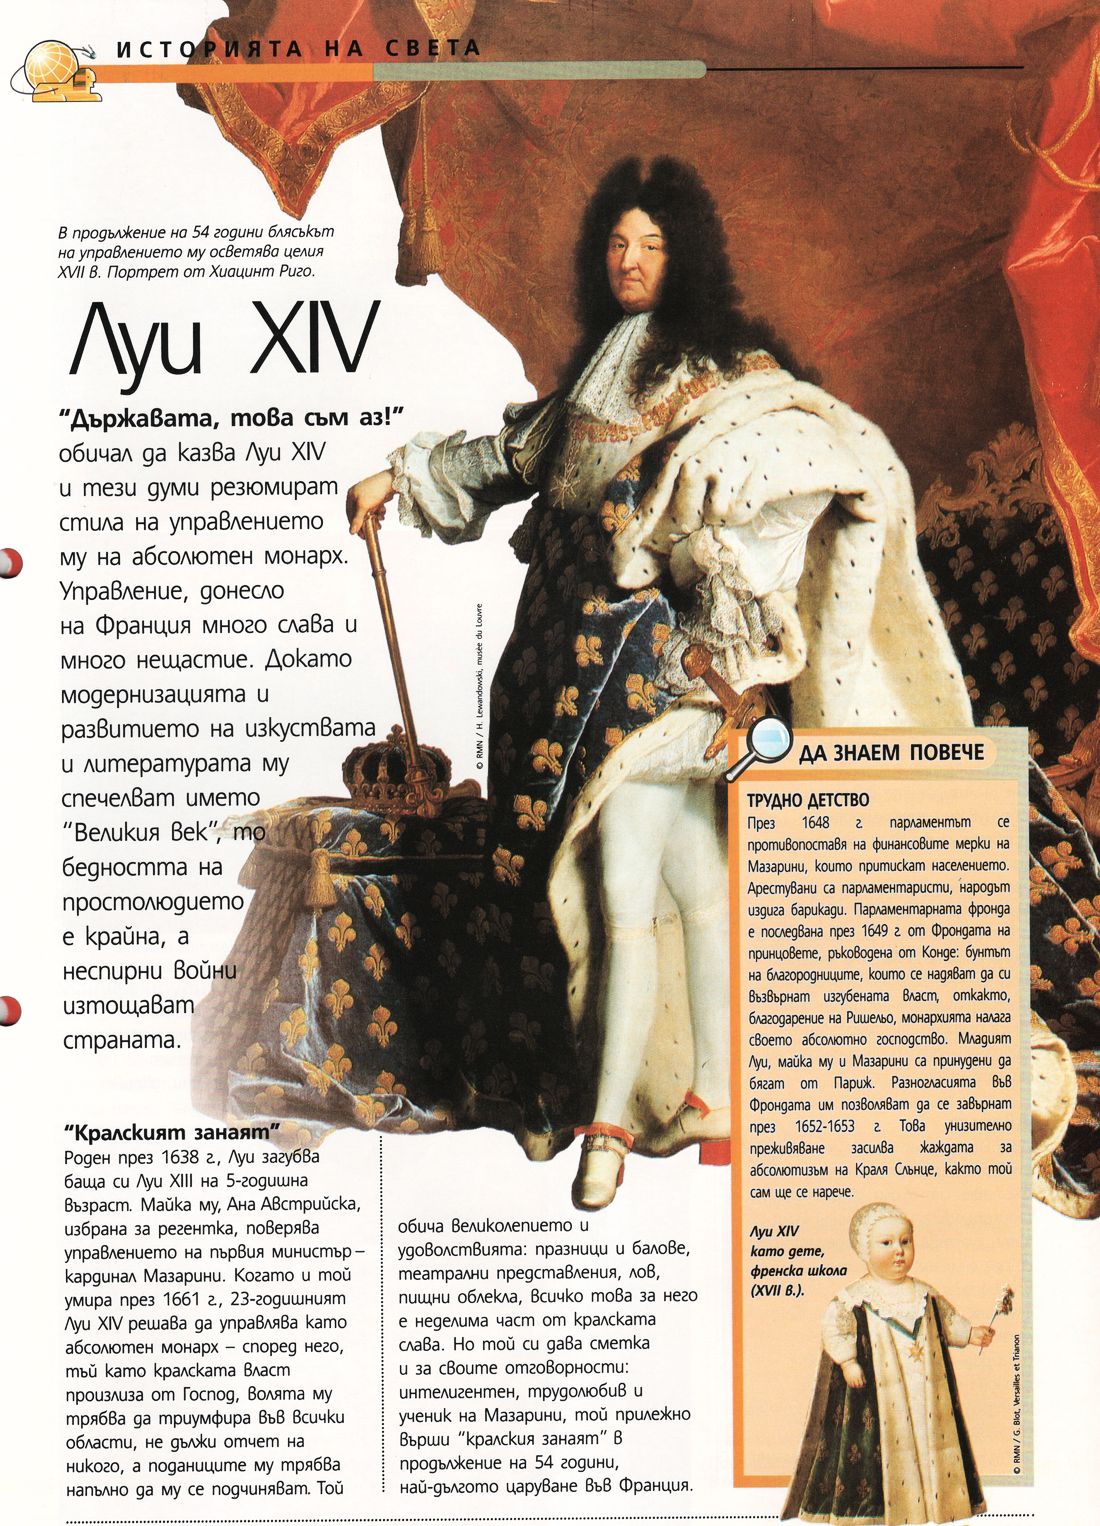 ИСТОРИЯТА НА СВЕТА
В продължение на 54 години блясъкът
на управлението му осветява целия
XVII в. Портрет от Хиацинт Риго.
Луи XIV
“Държавата, това съм аз!”
обичал да казва Луи XIV
и тези думи резюмират
стила на управлението
му на абсолютен монарх.
Управление, донесло
на Франция много слава и
много нещастие. Докато
модернизацията и
развитието на изкуствата
и литературата му
спечелват името
“Великия век”, то
бедността на
простолюдието
е крайна, а
неспирни войни
изтощават
страната.
© RMN / H. Lewandowski, musée du Louvre
“Кралският занаят”
Роден през 1638 г., Луи загубва
баща си Луи XIII на 5-годишна
възраст. Майка му, Ана Австрийска,
избрана за регентка, поверява
управлението на първия министър –
кардинал Мазарини. Когато и той
умира през 1661 г., 23-годишният
Луи XIV решава да управлява като
абсолютен монарх – според него,
тъй като кралската власт
произлиза от Господ, волята му
трябва да триумфира във всички
области, не дължи отчет на
никого, а поданиците му трябва
напълно да му се подчиняват. Той
обича великолепието и
удоволствията: празници и балове,
театрални представления, лов,
пищни облекла, всичко това за него
е неделима част от кралската
слава. Но той си дава сметка
и за своите отговорности:
интелигентен, трудолюбив и
ученик на Мазарини, той прилежно
върши “кралския занаят” в
продължение на 54 години,
най-дългото царуване във Франция.
ДА ЗНАЕМ ПОВЕЧЕ
ТРУДНО ДЕТСТВО
През 1648 г. парламентът се
противопоставя на финансовите мерки на
Мазарини, които притискат населението.
Арестувани са парламентаристи, народът
издига барикади. Парламентарната фронда
е последвана през 1649 г. от Фрондата на
принцовете, ръководена от Конде: бунтът
на благородниците, които се надяват да си
възвърнат изгубената власт, откакто,
благодарение на Ришельо, монархията налага
своето абсолютно господство. Младият
Луи, майка му и Мазарини са принудени да
бягат от Париж. Разногласията във
Фрондата им позволяват да се завърнат
през 1652-1653 г. Това унизително
преживяване засилва жаждата за
абсолютизъм на Краля Слънце, както той
сам ще се нарече.
Луи XIV
като дете,
френска школа
(XVII в.).
© RMN / G. Blot, Versailles et Trianon